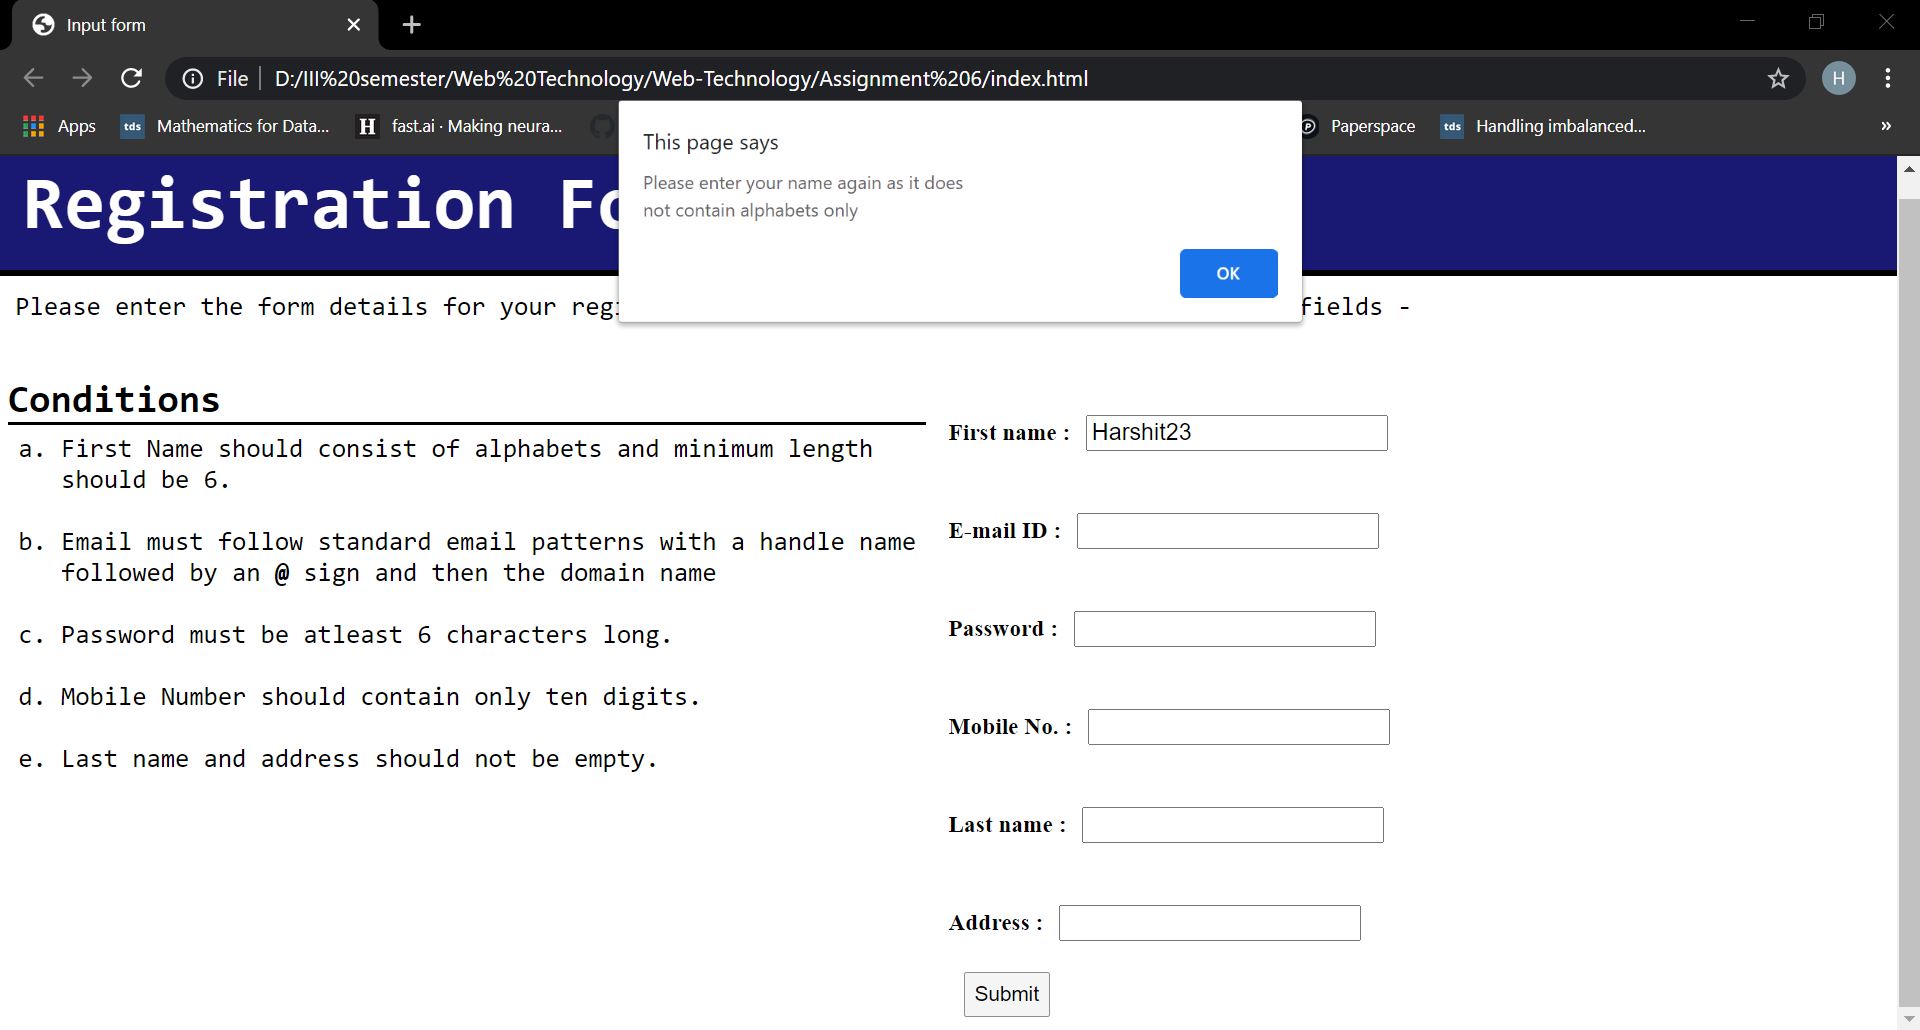 Input form
File
D:/III%20semester/Web%20Technology/Web-Technology/Assignment%206/index.html
Apps
tds Mathematics for Data...
H fast.ai · Making neura...
P Paperspace
tds Handling imbalanced...
»
H
This page says
Please enter your name again as it does
not contain alphabets only
OK
Registration Fo
Please enter the form details for your reg fields -
Conditions
a. First Name should consist of alphabets and minimum length
should be 6.
b. Email must follow standard email patterns with a handle name
followed by an @ sign and then the domain name
c. Password must be atleast 6 characters long.
d. Mobile Number should contain only ten digits.
e. Last name and address should not be empty.
First name : Harshit23
E-mail ID :
Password :
Mobile No. :
Last name :
Address :
Submit